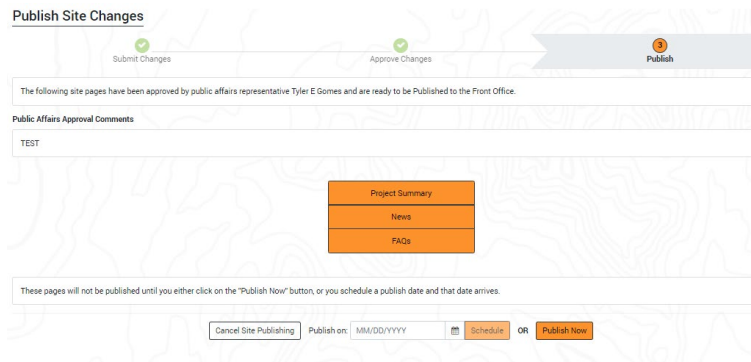 Publish Site Changes
3
Submit Changes
Approve Changes
Publish
The following site pages have been approved by public affairs representative Tyler E Gomes and are ready to be Published to the Front Office.
Public Affairs Approval Comments
TEST
Project Summary
News
FAQs
These pages will not be published until you either click on the "Publish Now" button, or you schedule a publish date and that date arrives.
Cancel Site Publishing Publish on: MM/DD/YYYY Schedule OR Publish Now